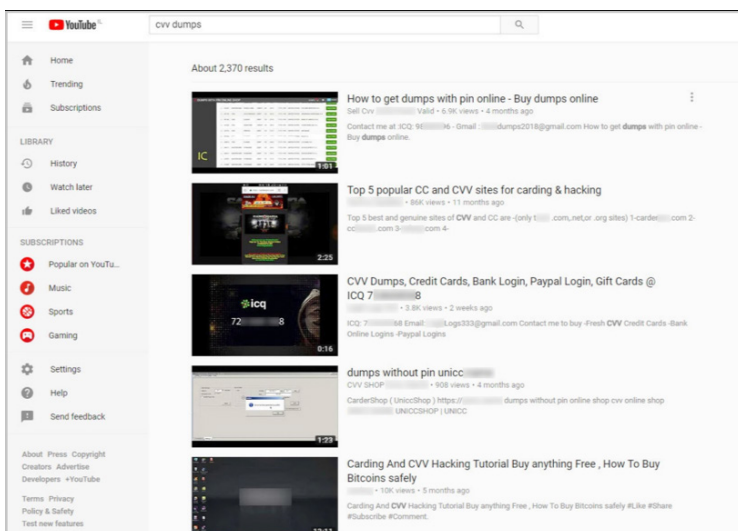 YouTube
cvv dumps
Home
Trending
Subscriptions
LIBRARY
History
Watch later
Liked videos
SUBSCRIPTIONS
Popular on YouTu...
Music
Sports
Gaming
Settings
Help
Send feedback
About Press Copyright
Creators Advertise
Developers +YouTube
Terms Privacy
Policy & Safety
Test new features
About 2,370 results
IC
1:01
How to get dumps with pin online - Buy dumps online
Sell Cvv Valid • 6.9K views • 4 months ago
Contact me at :ICQ: 6 - Gmail : dumps2018@gmail.com How to get dumps with pin online -
Buy dumps online.
2:25
Top 5 popular CC and CVV sites for carding & hacking
• 86K views • 11 months ago
Top 5 best and genuine sites of CVV and CC are -(only t .com,net,or .org sites) 1-carder .com 2-
cc .com 3- .com 4-
icq
72 8
0:16
CVV Dumps, Credit Cards, Bank Login, Paypal Login, Gift Cards @
ICQ 7 8
• 3.8K views • 2 weeks ago
ICQ: 7 68 Email: Logs333@gmail.com Contact me to buy -Fresh CVV Credit Cards -Bank
Online Logins -Paypal Logins
1:23
dumps without pin unicc
CVV SHOP • 908 views • 4 months ago
CarderShop ( UniccShop ) https:// dumps without pin online shop cvv online shop
UNICCSHOP | UNICC
Carding And CVV Hacking Tutorial Buy anything Free , How To Buy
Bitcoins safely
• 10K views • 5 months ago
Carding And CVV Hacking Tutorial Buy anything Free , How To Buy Bitcoins safely #Like #Share
#Subscribe #Comment.